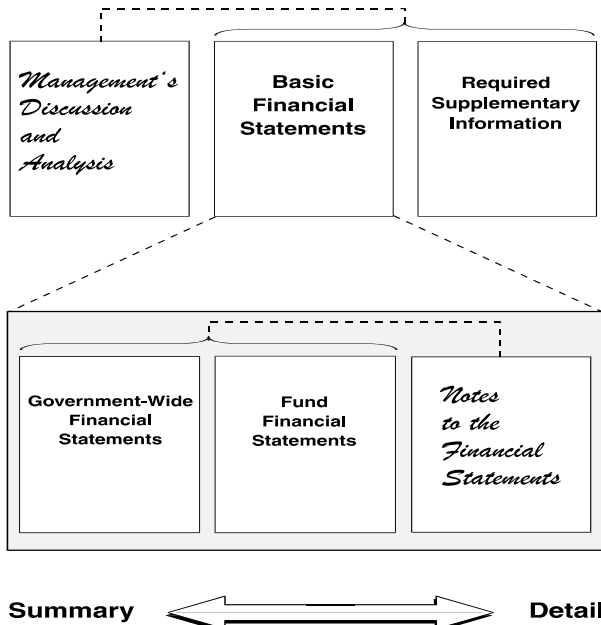 Management's
Discussion
and
Analysis
Basic
Financial
Statements
Required
Supplementary
Information
Government-Wide
Financial
Statements
Fund
Financial
Statements
Notes
to the
Financial
Statements
Summary
Detail